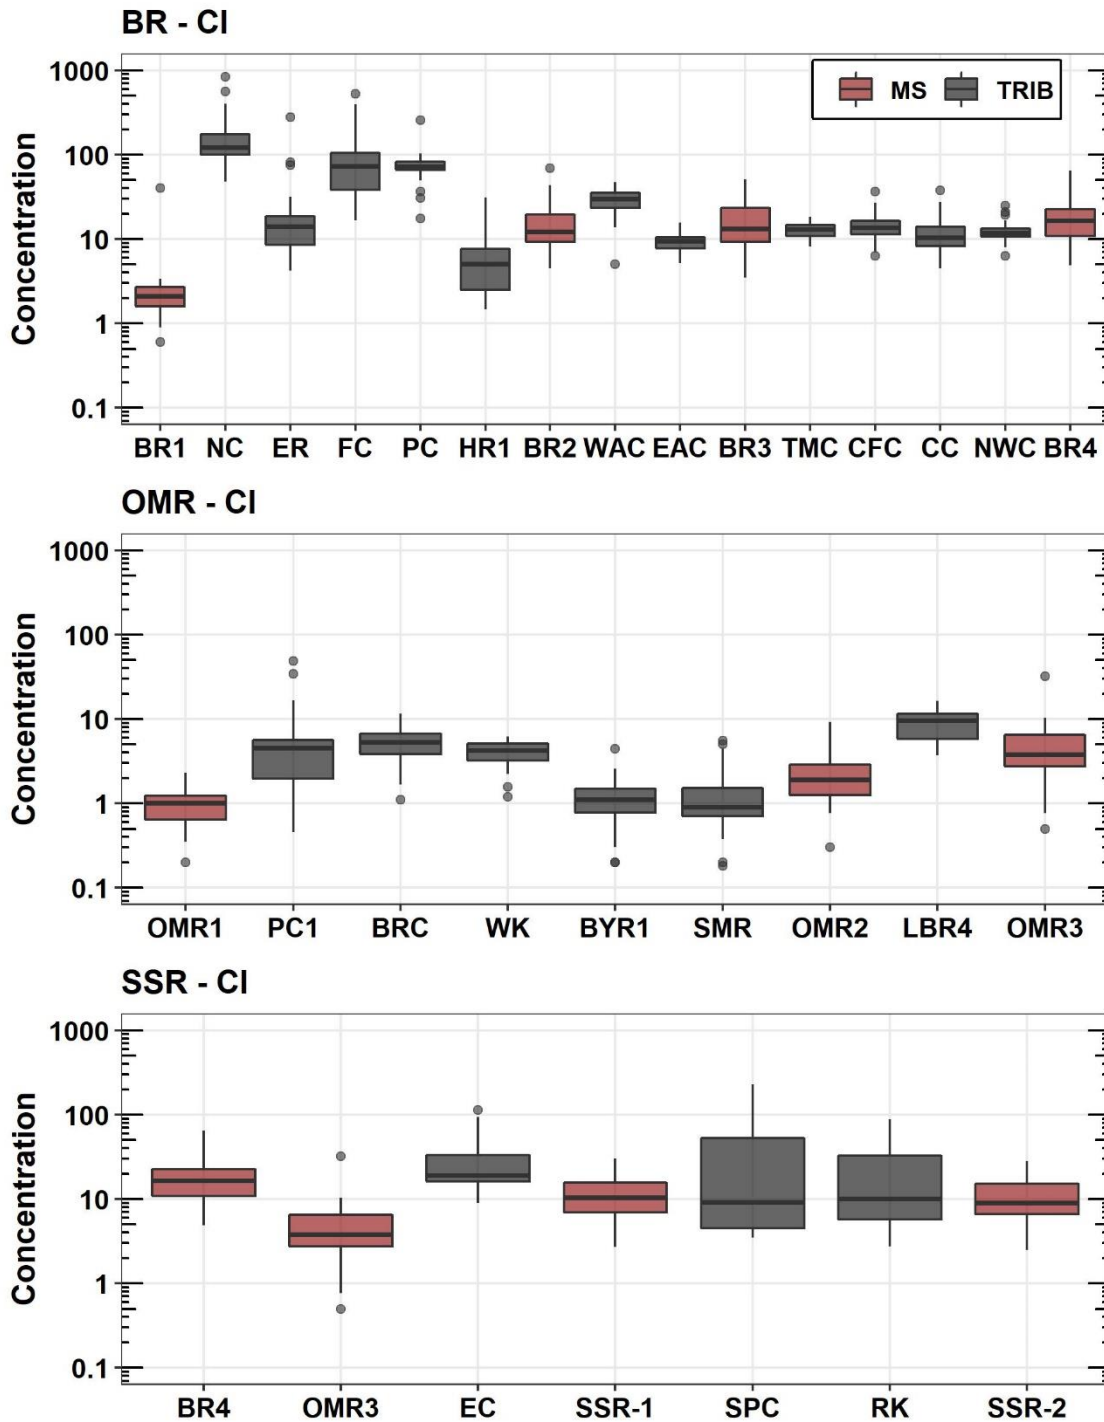 BR - Cl
Concentration
1000
100
10
1
0.1
MS TRIB
BR1 NC ER FC PC HR1 BR2 WAC EAC BR3 TMC CFC CC NWC BR4
OMR - Cl
Concentration
1000
100
10
1
0.1
OMR1 PC1 BRC WK BYR1 SMR OMR2 LBR4 OMR3
SSR - Cl
Concentration
1000
100
10
1
0.1
BR4 OMR3 EC SSR-1 SPC RK SSR-2